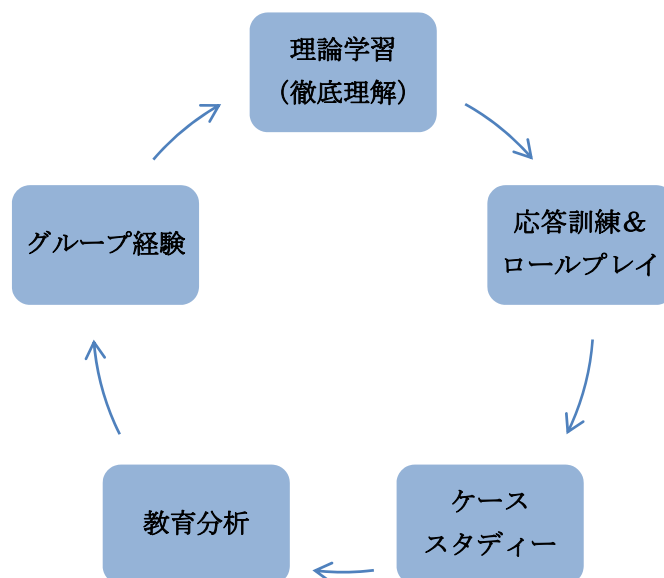 理論学習
（徹底理解）
応答訓練＆
ロールプレイ
ケース
スタディー
教育分析
グループ経験